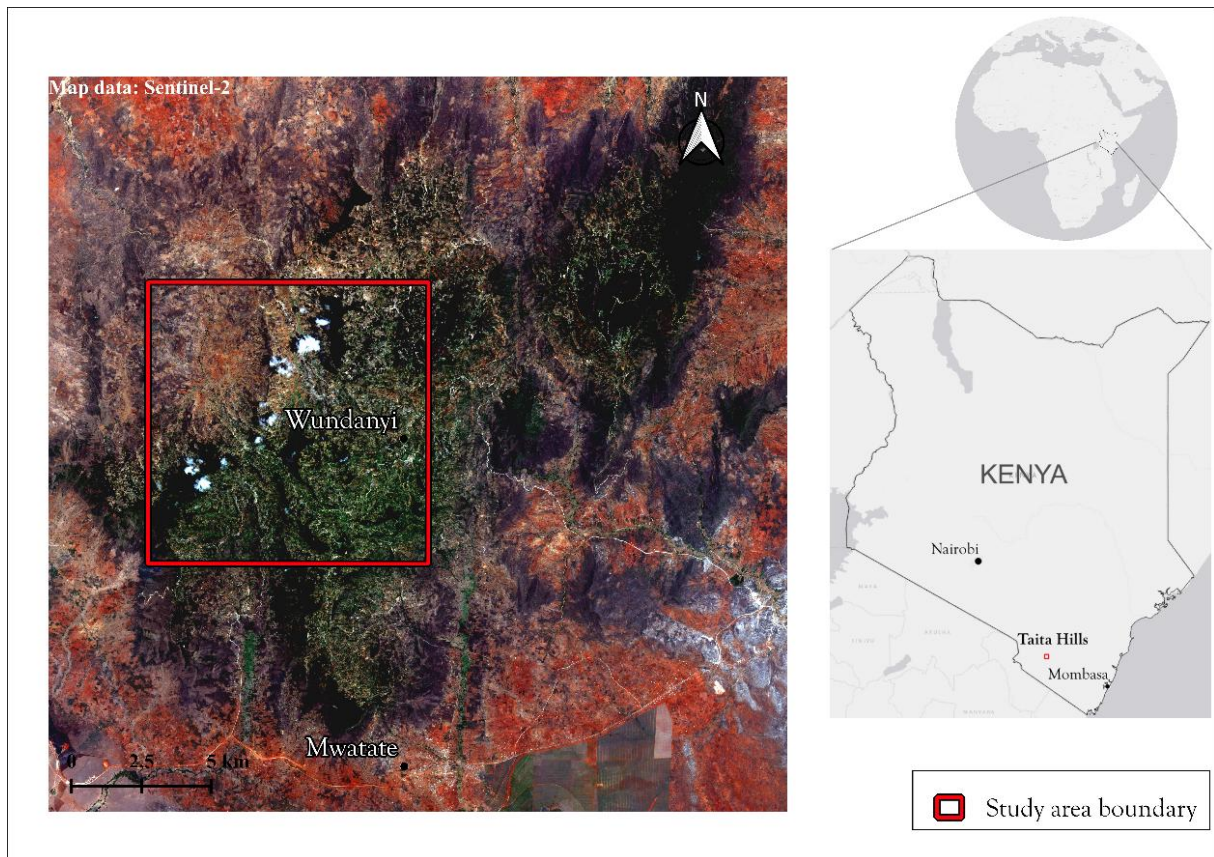 Map data: Sentinel-2
N
Wundanyi
Mwatate
0 2.5 5 km
KENYA
Nairobi
Taita Hills
Mombasa
Study area boundary